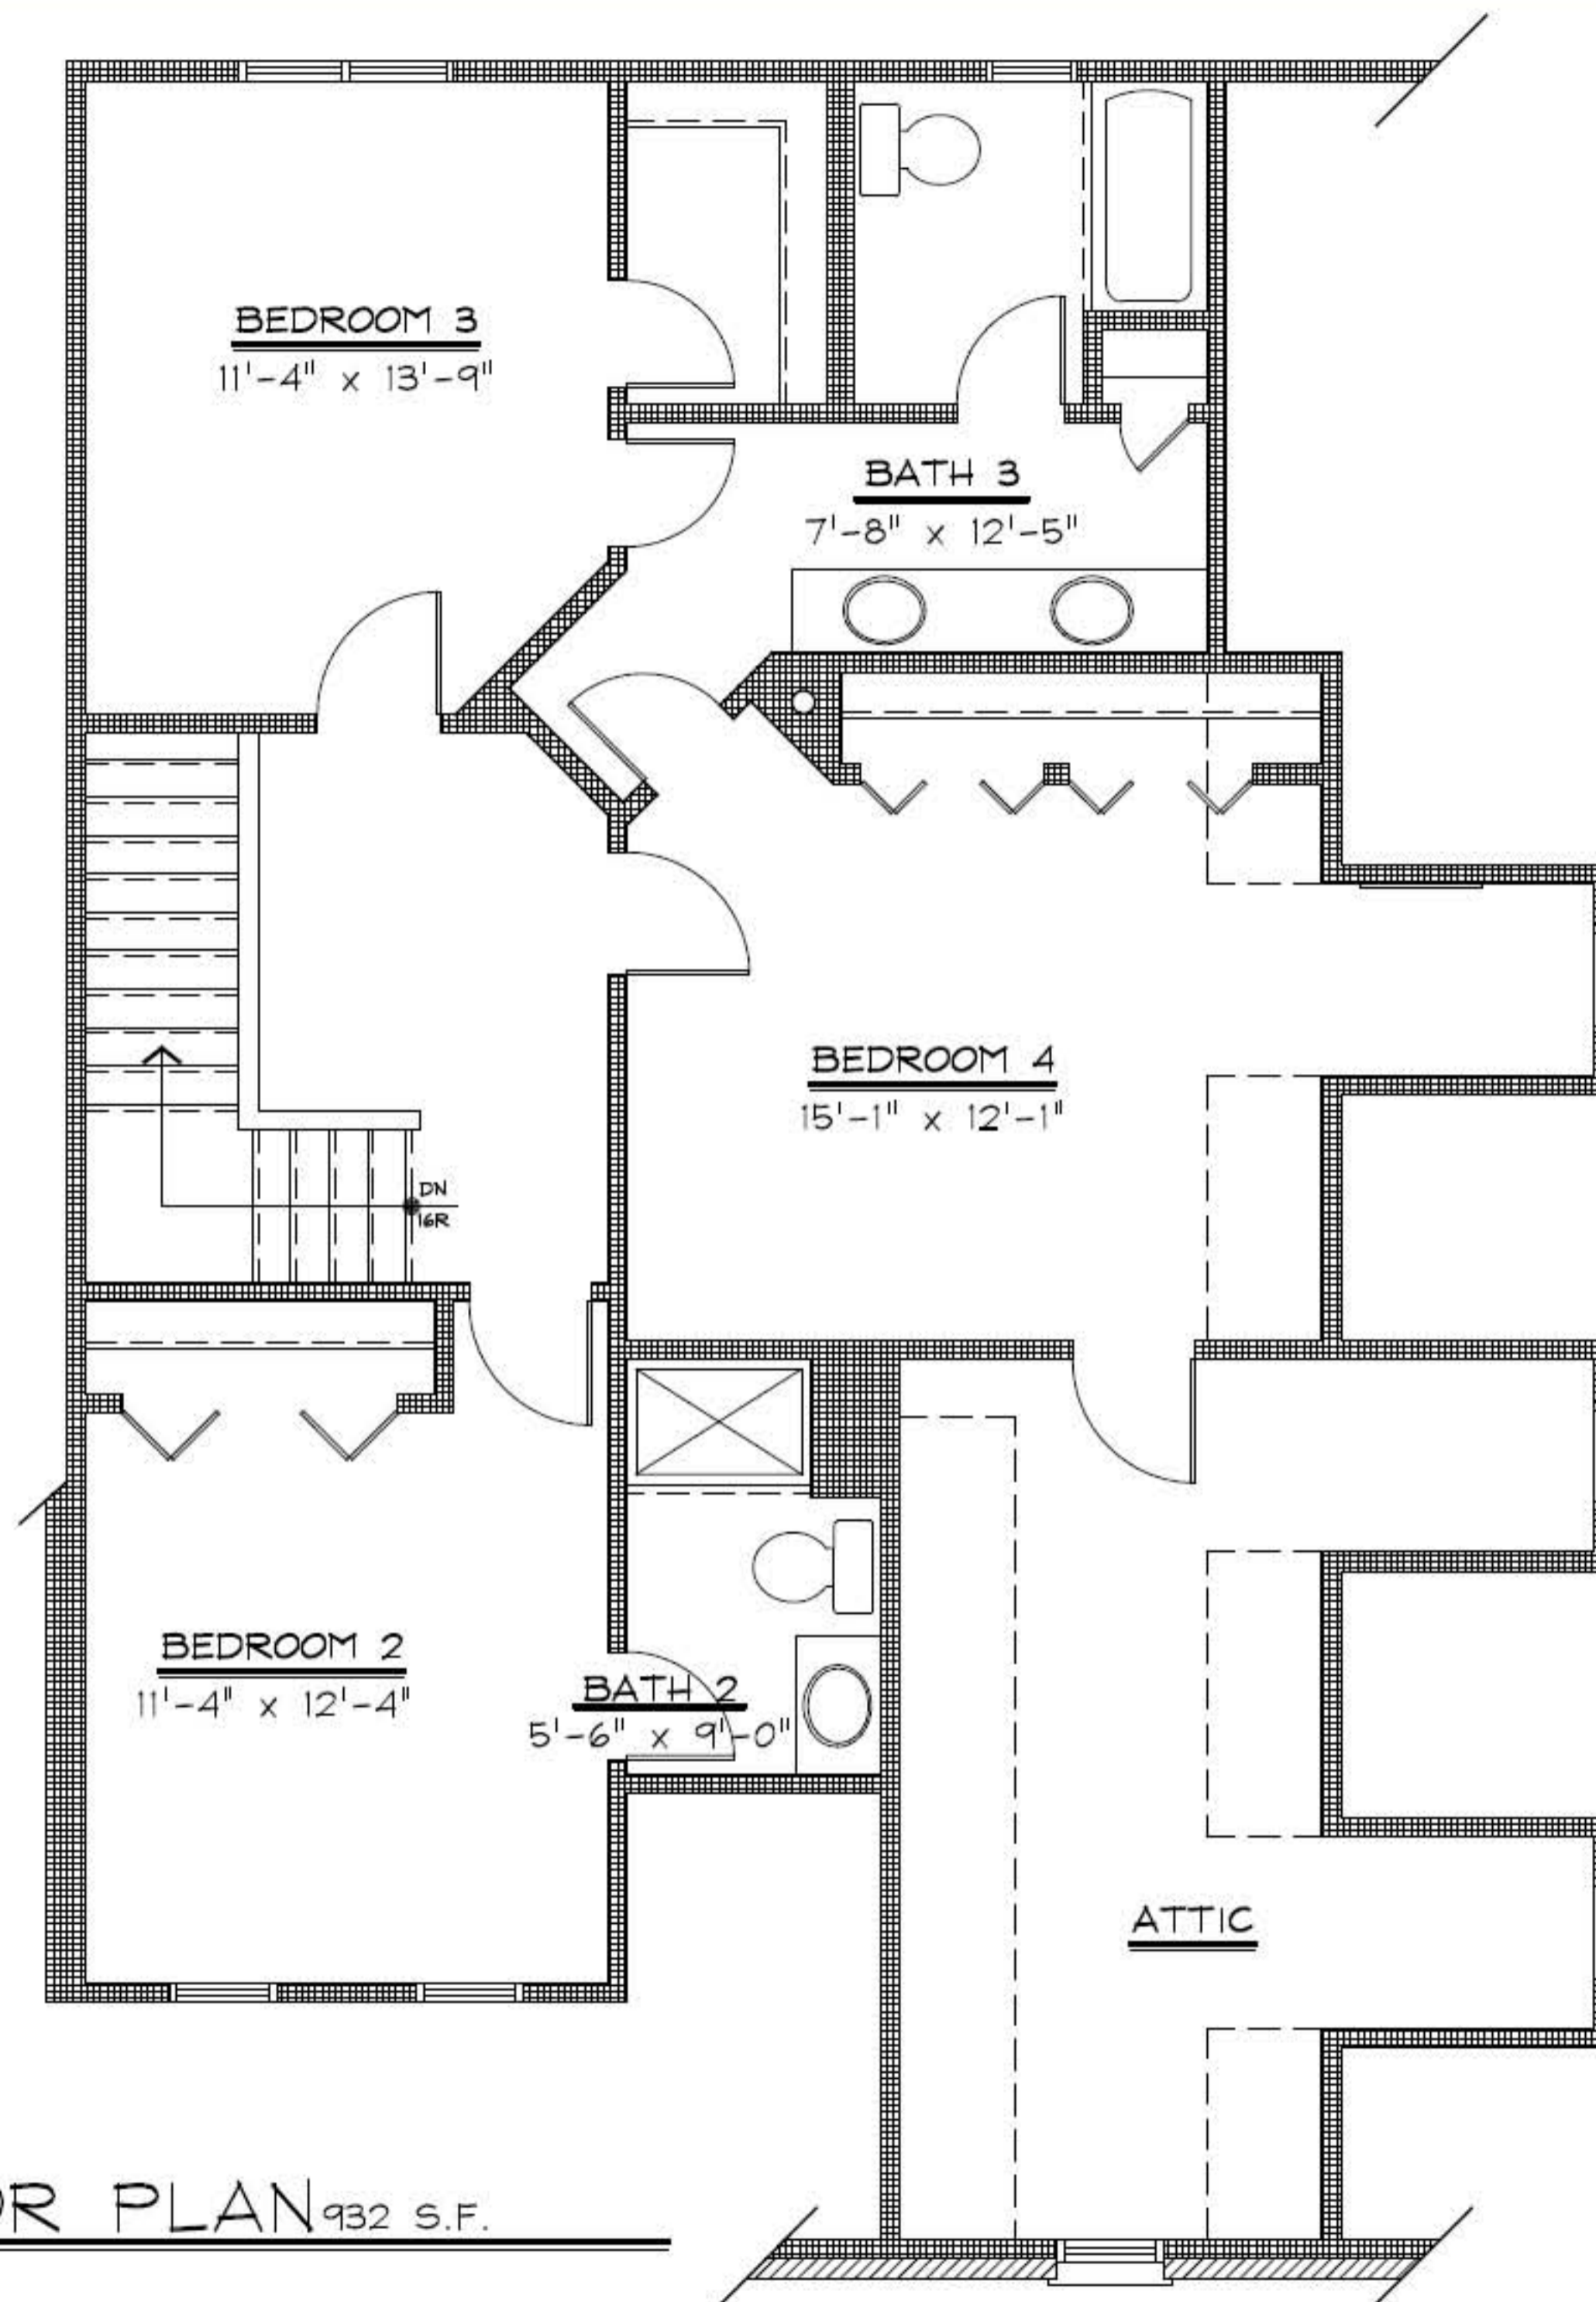 BEDROOM 3
11'-4" x 13'-9"
BATH 3
7'-8" x 12'-5"
BEDROOM 4
15'-1" x 12'-1"
DN
16R
BEDROOM 2
11'-4" x 12'-4"
BATH 2
5'-6" x 9'-0"
ATTIC
OR PLAN 932 S.F.